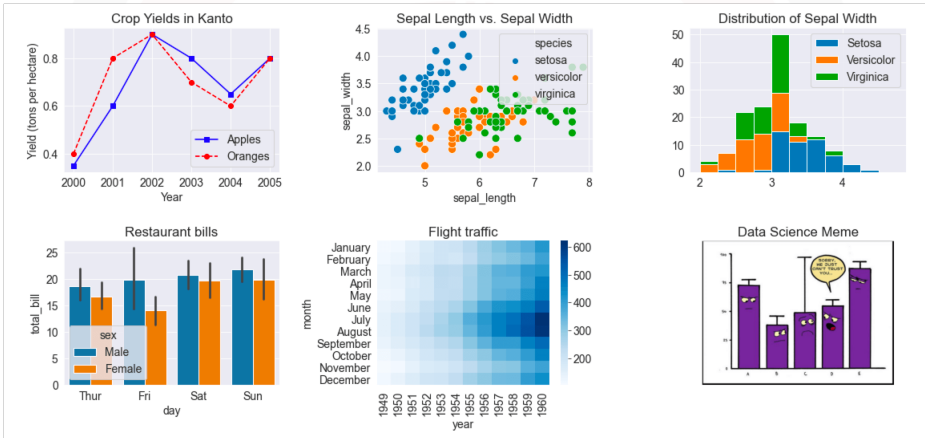 Crop Yields in Kanto
Yield (tons per hectare)
0.8
0.6
0.4
2000 2001 2002 2003 2004 2005
Year
Apples
Oranges
Sepal Length vs. Sepal Width
sepal_width
4.5
4.0
3.5
3.0
2.5
2.0
5 6 7 8
sepal_length
species
setosa
versicolor
virginica
Distribution of Sepal Width
50
40
30
20
10
0
2 3 4
Setosa
Versicolor
Virginica
Restaurant bills
total_bill
25
20
15
10
5
0
Thur Fri Sat Sun
day
sex
Male
Female
Flight traffic
month
January
February
March
April
May
June
July
August
September
October
November
December
1949 1950 1951 1952 1953 1954 1955 1956 1957 1958 1959 1960
year
600
500
400
300
200
Data Science Meme
SORRY,
WE JUST
DON'T TRUST
YOU..